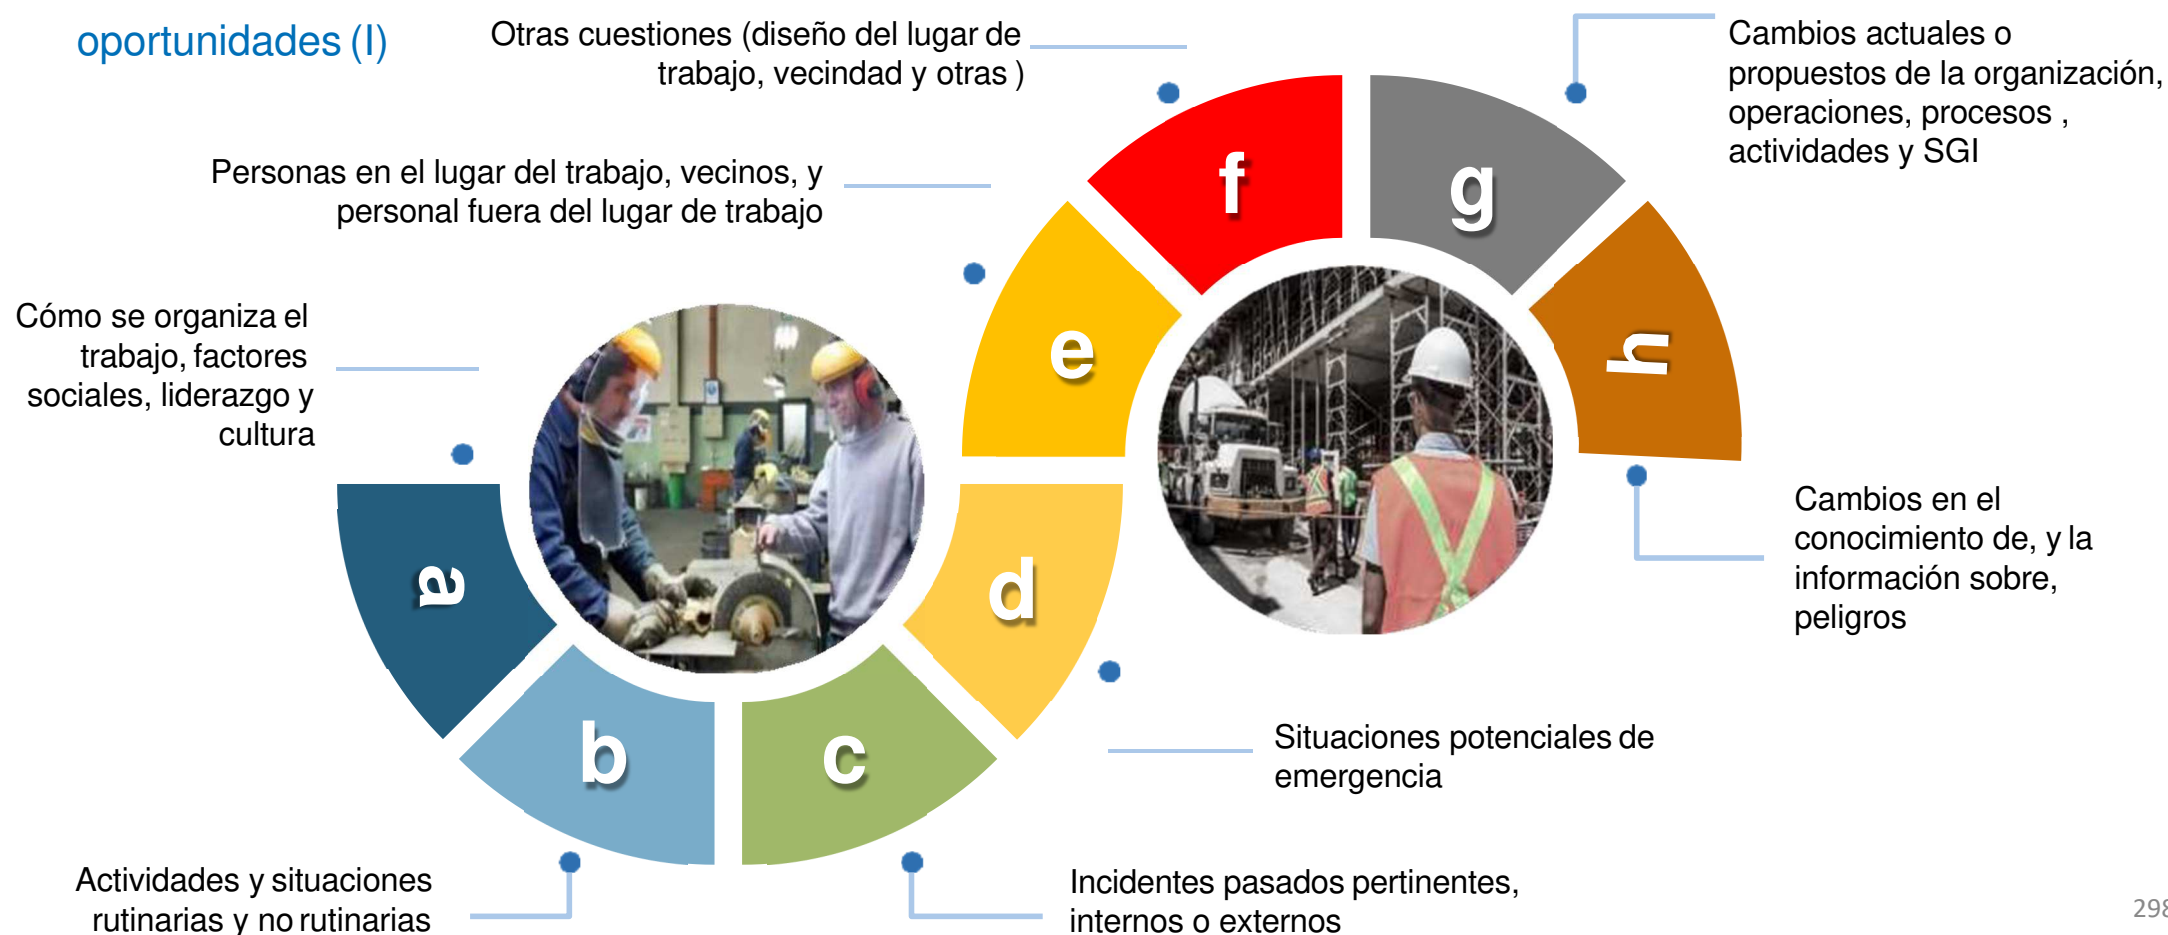 oportunidades (I)
Otras cuestiones (diseño del lugar de
trabajo, vecindad y otras )
Cambios actuales o
propuestos de la organización,
operaciones, procesos ,
actividades y SGI
Personas en el lugar del trabajo, vecinos, y
personal fuera del lugar de trabajo
Cómo se organiza el
trabajo, factores
sociales, liderazgo y
cultura
f
g
e
h
a
d
b
c
Cambios en el
conocimiento de, y la
información sobre,
peligros
Situaciones potenciales de
emergencia
Actividades y situaciones
rutinarias y no rutinarias
Incidentes pasados pertinentes,
internos o externos
298